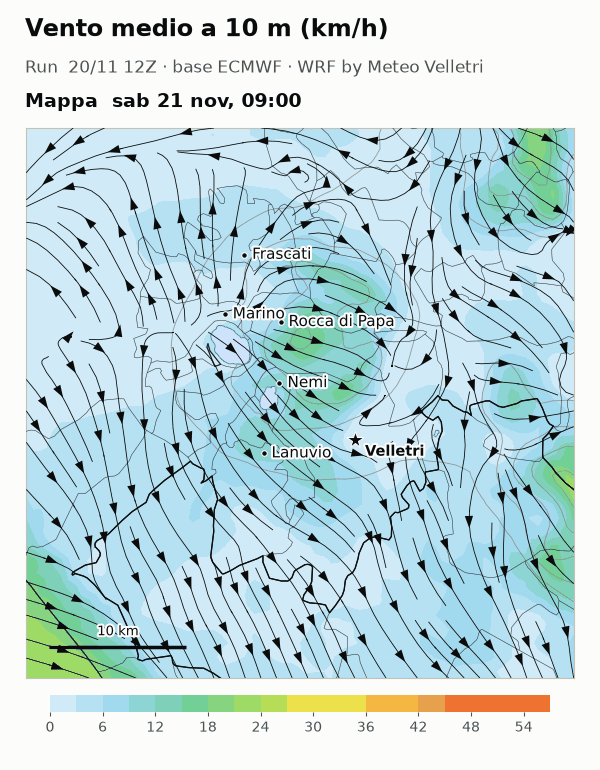 Vento medio a 10 m (km/h)
Run 20/11 12Z · base ECMWF · WRF by Meteo Velletri
Mappa sab 21 nov, 09:00
Frascati
Marino
Rocca di Papa
Nemi
Velletri
Lanuvio
10 km
0 6 12 18 24 30 36 42 48 54